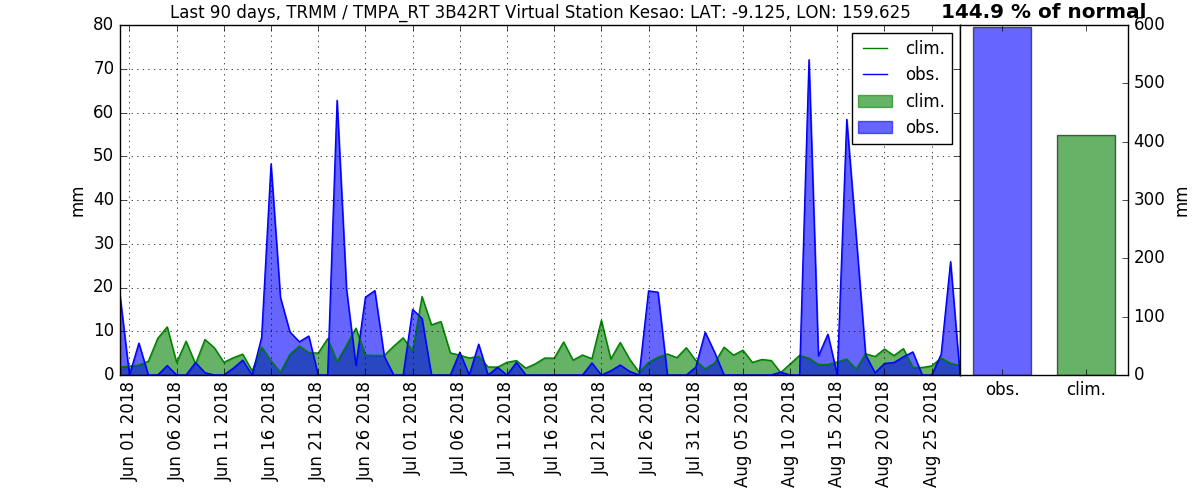 Last 90 days, TRMM / TMPA_RT 3B42RT Virtual Station Kesao: LAT: -9.125, LON: 159.625
144.9 % of normal
80
70
60
50
40
30
20
10
0
mm
clim.
obs.
clim.
obs.
Jun 01 2018
Jun 06 2018
Jun 11 2018
Jun 16 2018
Jun 21 2018
Jun 26 2018
Jul 01 2018
Jul 06 2018
Jul 11 2018
Jul 16 2018
Jul 21 2018
Jul 26 2018
Jul 31 2018
Aug 05 2018
Aug 10 2018
Aug 15 2018
Aug 20 2018
Aug 25 2018
600
500
400
300
200
100
0
mm
obs.
clim.